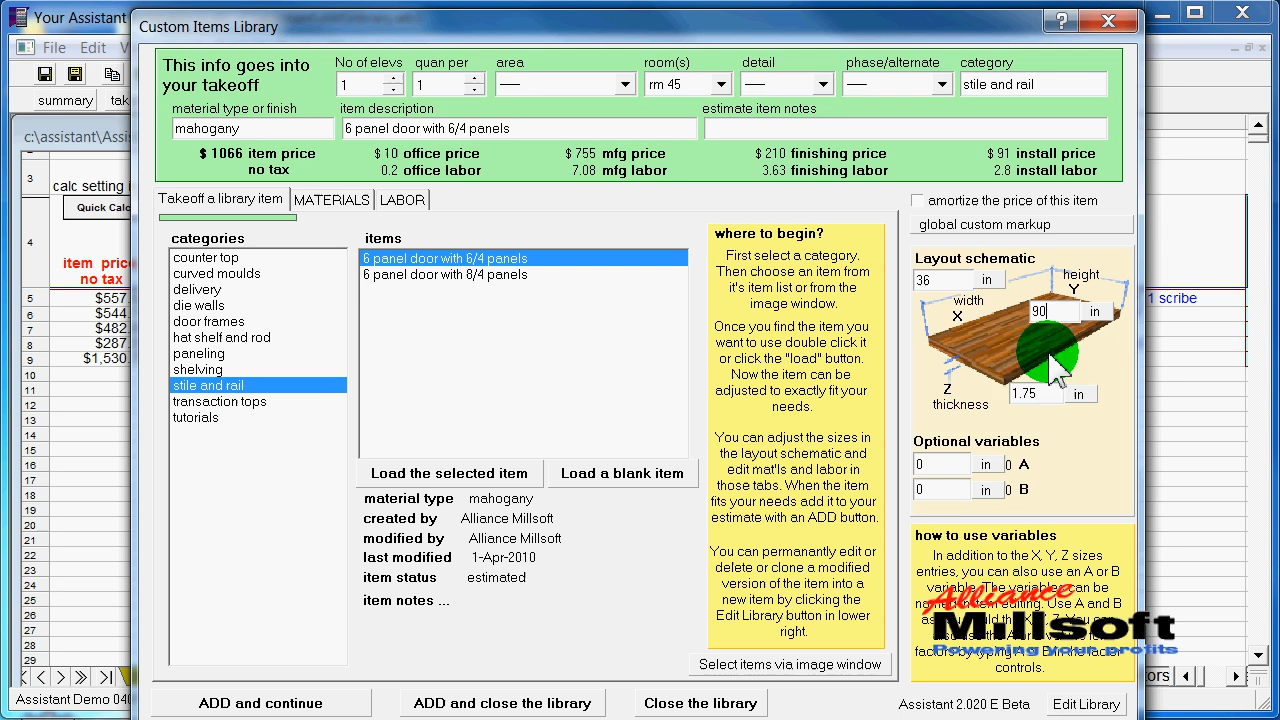 Your Assistant
Custom Items Library
File Edit V
This info goes into
your takeoff
No of elevs
quan per
area
room(s)
detail
phase/alternate
category
1
1
rm 45
stile and rail
material type or finish
item description
estimate item notes
mahogany
6 panel door with 6/4 panels
$ 1066 item price
no tax
$ 10 office price
0.2 office labor
$ 755 mfg price
7.08 mfg labor
$ 210 finishing price
3.63 finishing labor
$ 91 install price
2.8 install labor
summary
c:\assistant\Assis
3
calc setting i
Quick Calc
4
item price
no tax
5 $557.
6 $544.
7 $482.
8 $287.
9 $1,530.
10
11
12
13
14
15
16
17
18
19
20
21
22
23
24
25
26
27
28
29
Assistant Demo 040
Takeoff a library item
MATERIALS
LABOR
categories
counter top
curved moulds
delivery
die walls
door frames
hat shelf and rod
paneling
shelving
stile and rail
transaction tops
tutorials
items
6 panel door with 6/4 panels
6 panel door with 8/4 panels
Load the selected item
Load a blank item
material type mahogany
created by Alliance Millsoft
modified by Alliance Millsoft
last modified 1-Apr-2010
item status estimated
item notes ...
where to begin?
First select a category.
Then choose an item from
it's item list or from the
image window.
Once you find the item you
want to use double click it
or click the "load" button.
Now the item can be
adjusted to exactly fit your
needs.
You can adjust the sizes in
the layout schematic and
edit mat'ls and labor in
those tabs. When the item
fits your needs add it to your
estimate with an ADD button.
You can permanantly edit or
delete or clone a modified
version of the item into a
new item by clicking the
Edit Library button in lower
right.
Select items via image window
amortize the price of this item
global custom markup
Layout schematic
36 in
height
Y
width
X
90 in
Z
thickness
1.75 in
1 scribe
Optional variables
0 in 0 A
0 in 0 B
how to use variables
In addition to the X, Y, Z sizes
entries, you can also use an A or B
controls.
Alliance
Millsoft
Powering your profits
ADD and continue
ADD and close the library
Close the library
Assistant 2.020 E Beta
Edit Library